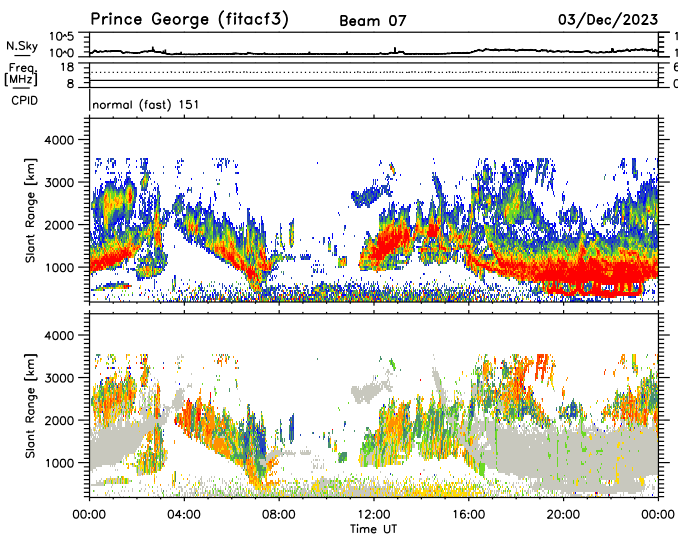 Prince George (fitacf3) Beam 07 03/Dec/2023
N.Sky 10^5 10^0 1 1
Freq. [MHz] 18 8 6 0
CPID normal (fast) 151
Slant Range [km] 4000 3000 2000 1000
Slant Range [km] 4000 3000 2000 1000
00:00 04:00 08:00 12:00 16:00 20:00 00:00
Time UT